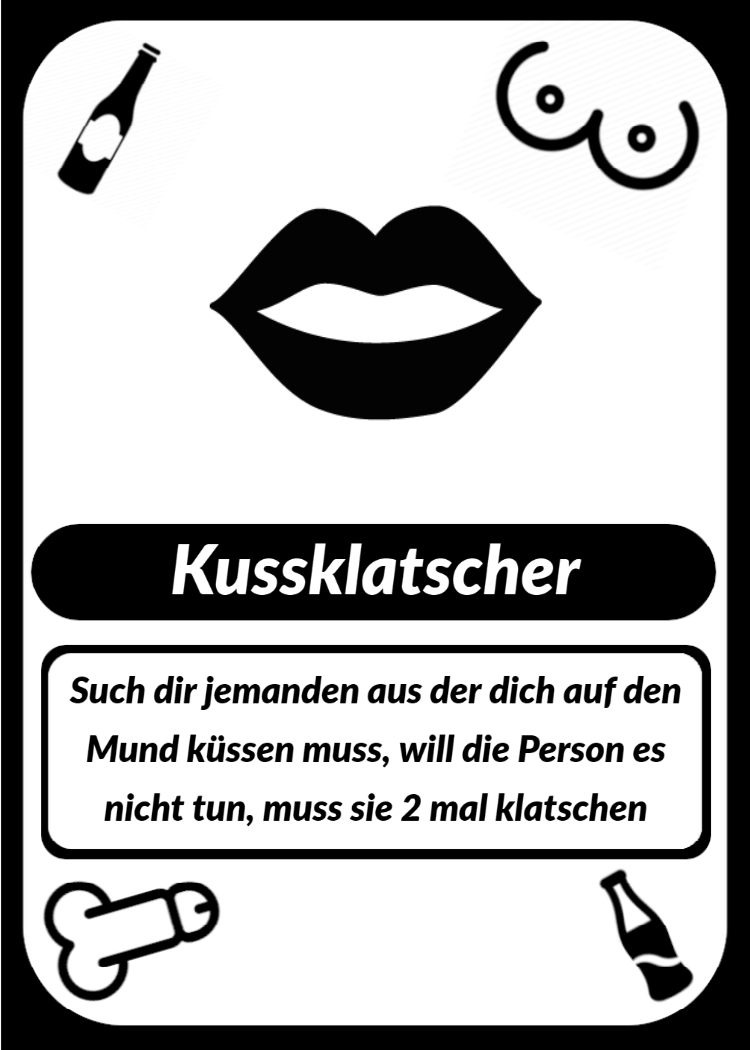 Kussklatscher
Such dir jemanden aus der dich auf den
Mund küssen muss, will die Person es
nicht tun, muss sie 2 mal klatschen